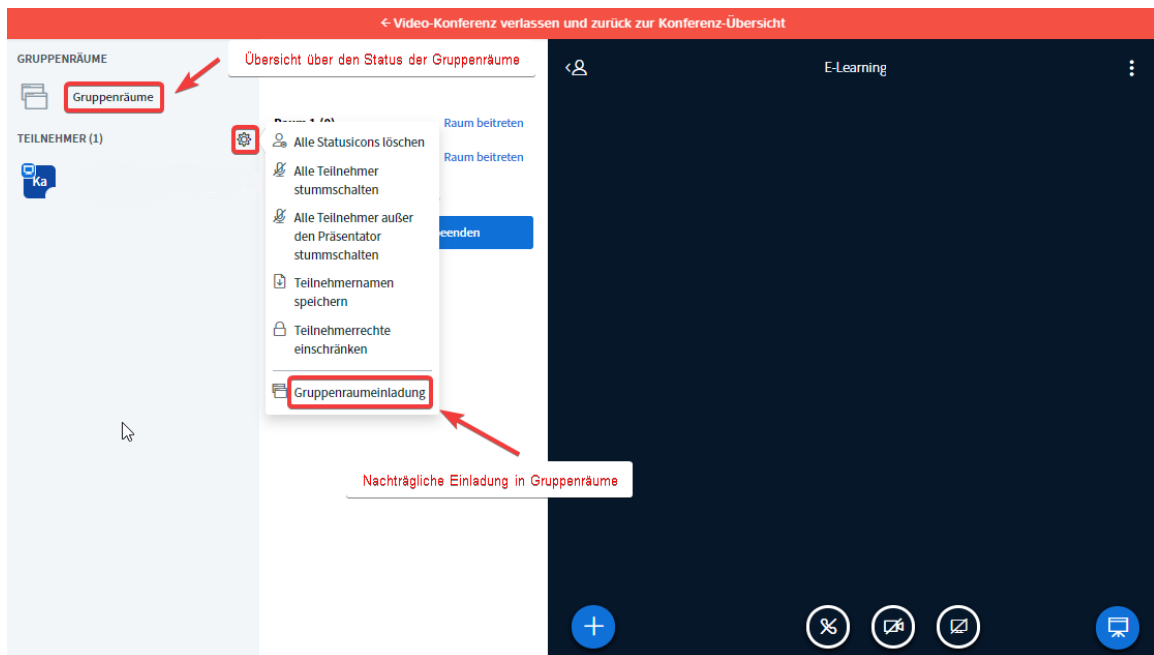 ← Video-Konferenz verlassen und zurück zur Konferenz-Übersicht
GRUPPENRÄUME
Übersicht über den Status der Gruppenräume
E-Learning
Gruppenräume
Raum beitreten
TEILNEHMER (1)
Alle Statusicons löschen
Raum beitreten
Ka
Alle Teilnehmer
stummschalten
Alle Teilnehmer außer
den Präsentator
stummschalten
Teilnehmernamen
speichern
Teilnehmerrechte
einschränken
Gruppenraumeinladung
Nachträgliche Einladung in Gruppenräume